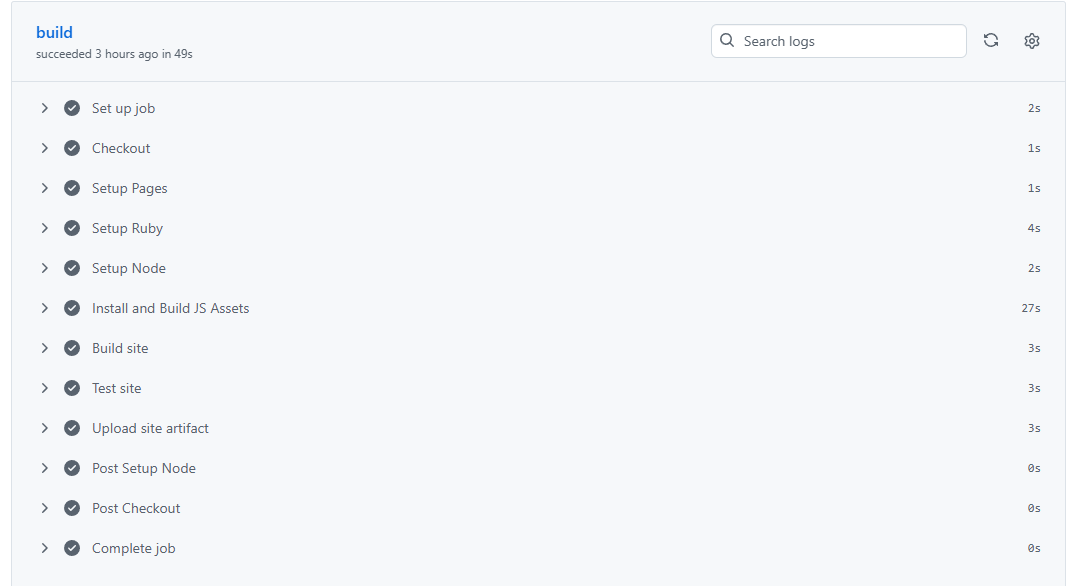 build
succeeded 3 hours ago in 49s
Search logs
Set up job 2s
Checkout 1s
Setup Pages 1s
Setup Ruby 4s
Setup Node 2s
Install and Build JS Assets 27s
Build site 3s
Test site 3s
Upload site artifact 3s
Post Setup Node 0s
Post Checkout 0s
Complete job 0s